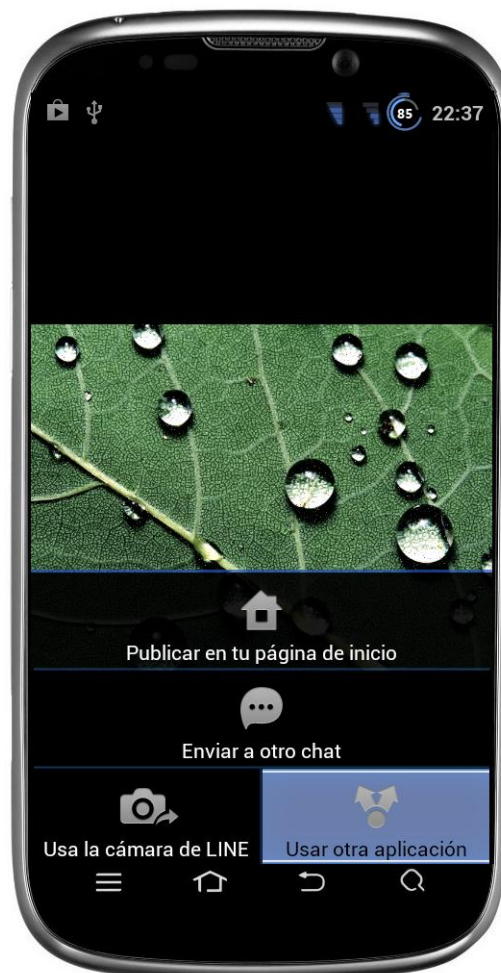 85 22:37
Publicar en tu página de inicio
Enviar a otro chat
Usa la cámara de LINE Usar otra aplicación